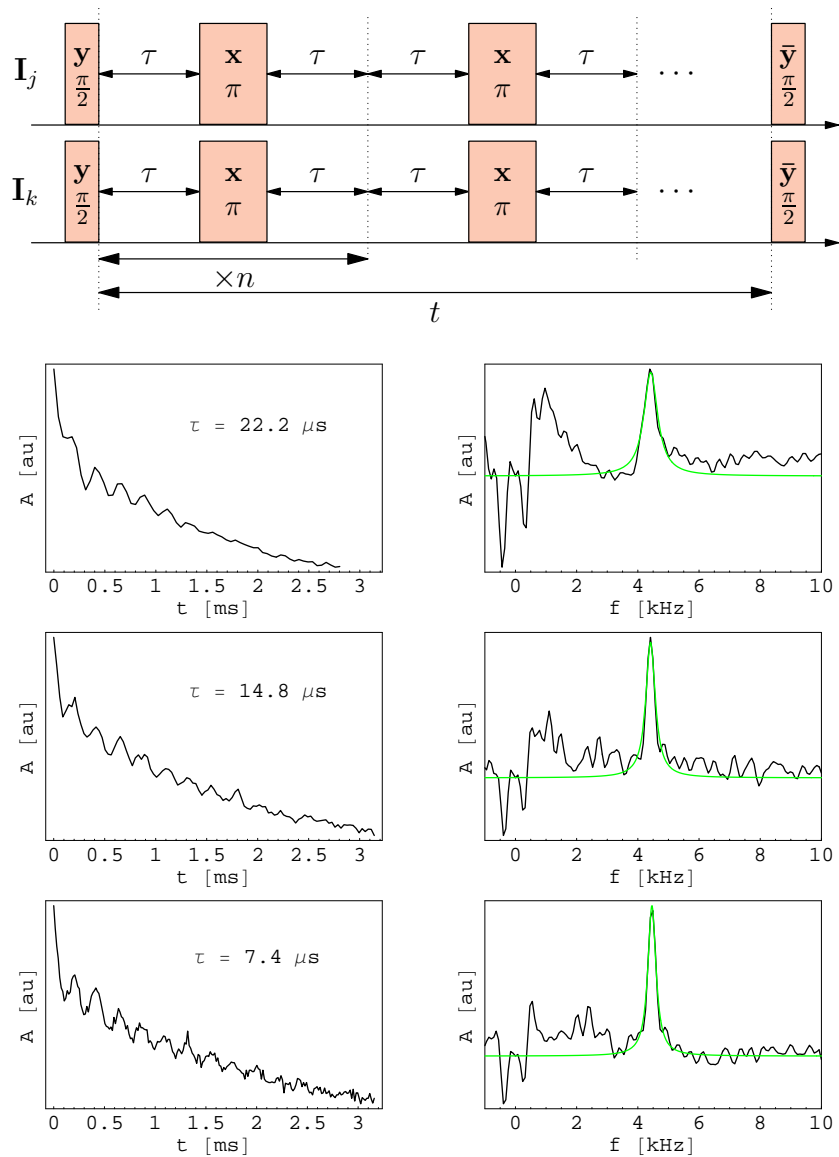 I_j y π/2 τ x π τ τ x π τ ⋯ ȳ π/2
I_k y π/2 τ x π τ τ x π τ ⋯ ȳ π/2
×n
t
A [au]
τ = 22.2 μs
0 0.5 1 1.5 2 2.5 3
t [ms]
A [au]
0 2 4 6 8 10
f [kHz]
A [au]
τ = 14.8 μs
0 0.5 1 1.5 2 2.5 3
t [ms]
A [au]
0 2 4 6 8 10
f [kHz]
A [au]
τ = 7.4 μs
0 0.5 1 1.5 2 2.5 3
t [ms]
A [au]
0 2 4 6 8 10
f [kHz]